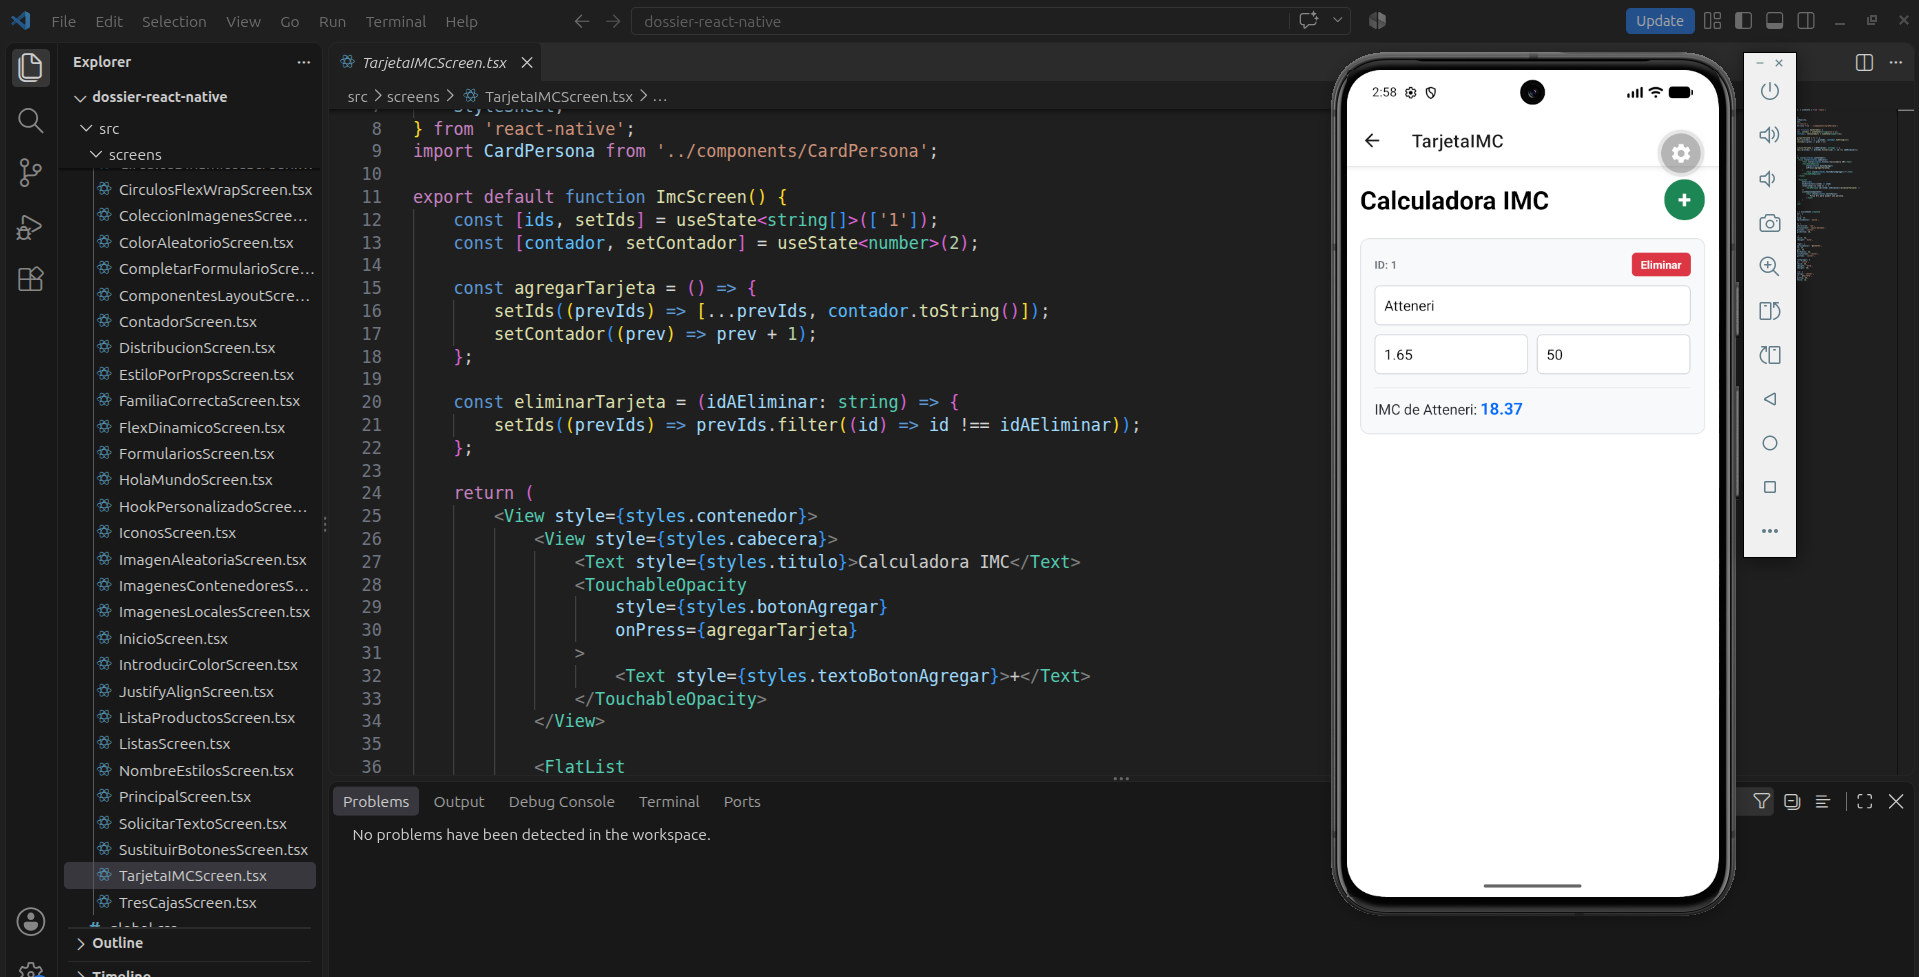 File Edit Selection View Go Run Terminal Help
dossier-react-native
Update
Explorer
dossier-react-native
src
screens
CirculosFlexWrapScreen.tsx
ColeccionImagenesScree...
ColorAleatorioScreen.tsx
CompletarFormularioScre...
ComponentesLayoutScre...
ContadorScreen.tsx
DistribucionScreen.tsx
EstiloPorPropsScreen.tsx
FamiliaCorrectaScreen.tsx
FlexDinamicoScreen.tsx
FormulariosScreen.tsx
HolaMundoScreen.tsx
HookPersonalizadoScree...
IconosScreen.tsx
ImagenAleatoriaScreen.tsx
ImagenesContenedoresS...
ImagenesLocalesScreen.tsx
InicioScreen.tsx
IntroducirColorScreen.tsx
JustifyAlignScreen.tsx
ListaProductosScreen.tsx
ListasScreen.tsx
NombreEstilosScreen.tsx
PrincipalScreen.tsx
SolicitarTextoScreen.tsx
SustituirBotonesScreen.tsx
TarjetaIMCScreen.tsx
TresCajasScreen.tsx
Outline
Timeline
TarjetaIMCScreen.tsx
src > screens > TarjetaIMCScreen.tsx > ...
8 } from 'react-native';
9 import CardPersona from '../components/CardPersona';
10
11 export default function ImcScreen() {
12 const [ids, setIds] = useState<string[]>(['1']);
13 const [contador, setContador] = useState<number>(2);
14
15 const agregarTarjeta = () => {
16 setIds((prevIds) => [...prevIds, contador.toString()]);
17 setContador((prev) => prev + 1);
18 };
19
20 const eliminarTarjeta = (idAEliminar: string) => {
21 setIds((prevIds) => prevIds.filter((id) => id !== idAEliminar));
22 };
23
24 return (
25 <View style={styles.contenedor}>
26 <View style={styles.cabecera}>
27 <Text style={styles.titulo}>Calculadora IMC</Text>
28 <TouchableOpacity
29 style={styles.botonAgregar}
30 onPress={agregarTarjeta}
31 >
32 <Text style={styles.textoBotonAgregar}>+</Text>
33 </TouchableOpacity>
34 </View>
35
36 <FlatList
Problems Output Debug Console Terminal Ports
No problems have been detected in the workspace.
2:58
TarjetaIMC
Calculadora IMC
+
ID: 1
Eliminar
Atteneri
1.65 50
IMC de Atteneri: 18.37